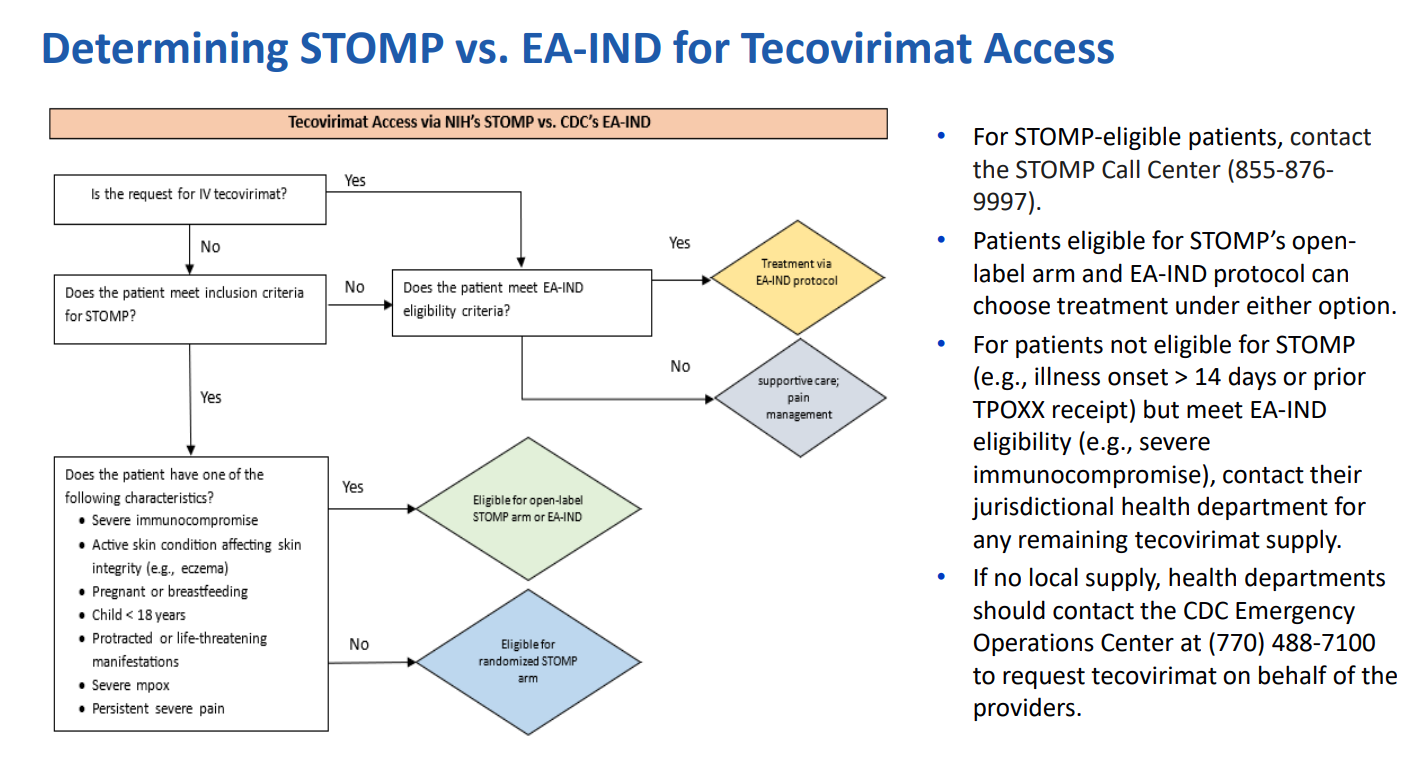 Determining STOMP vs. EA-IND for Tecovirimat Access
Tecovirimat Access via NIH's STOMP vs. CDC's EA-IND
Is the request for IV tecovirimat?
Yes
No
Does the patient meet inclusion criteria
for STOMP?
No
Does the patient meet EA-IND
eligibility criteria?
Yes
Treatment via
EA-IND protocol
No
supportive care;
pain
management
Yes
Does the patient have one of the
following characteristics?
• Severe immunocompromise
• Active skin condition affecting skin
integrity (e.g., eczema)
• Pregnant or breastfeeding
• Child < 18 years
• Protracted or life-threatening
manifestations
• Severe mpox
• Persistent severe pain
Yes
Eligible for open-label
STOMP arm or EA-IND
No
Eligible for
randomized STOMP
arm
• For STOMP-eligible patients, contact
the STOMP Call Center (855-876-
9997).
• Patients eligible for STOMP's open-
label arm and EA-IND protocol can
choose treatment under either option.
• For patients not eligible for STOMP
(e.g., illness onset > 14 days or prior
TPOXX receipt) but meet EA-IND
eligibility (e.g., severe
immunocompromise), contact their
jurisdictional health department for
any remaining tecovirimat supply.
• If no local supply, health departments
should contact the CDC Emergency
Operations Center at (770) 488-7100
to request tecovirimat on behalf of the
providers.